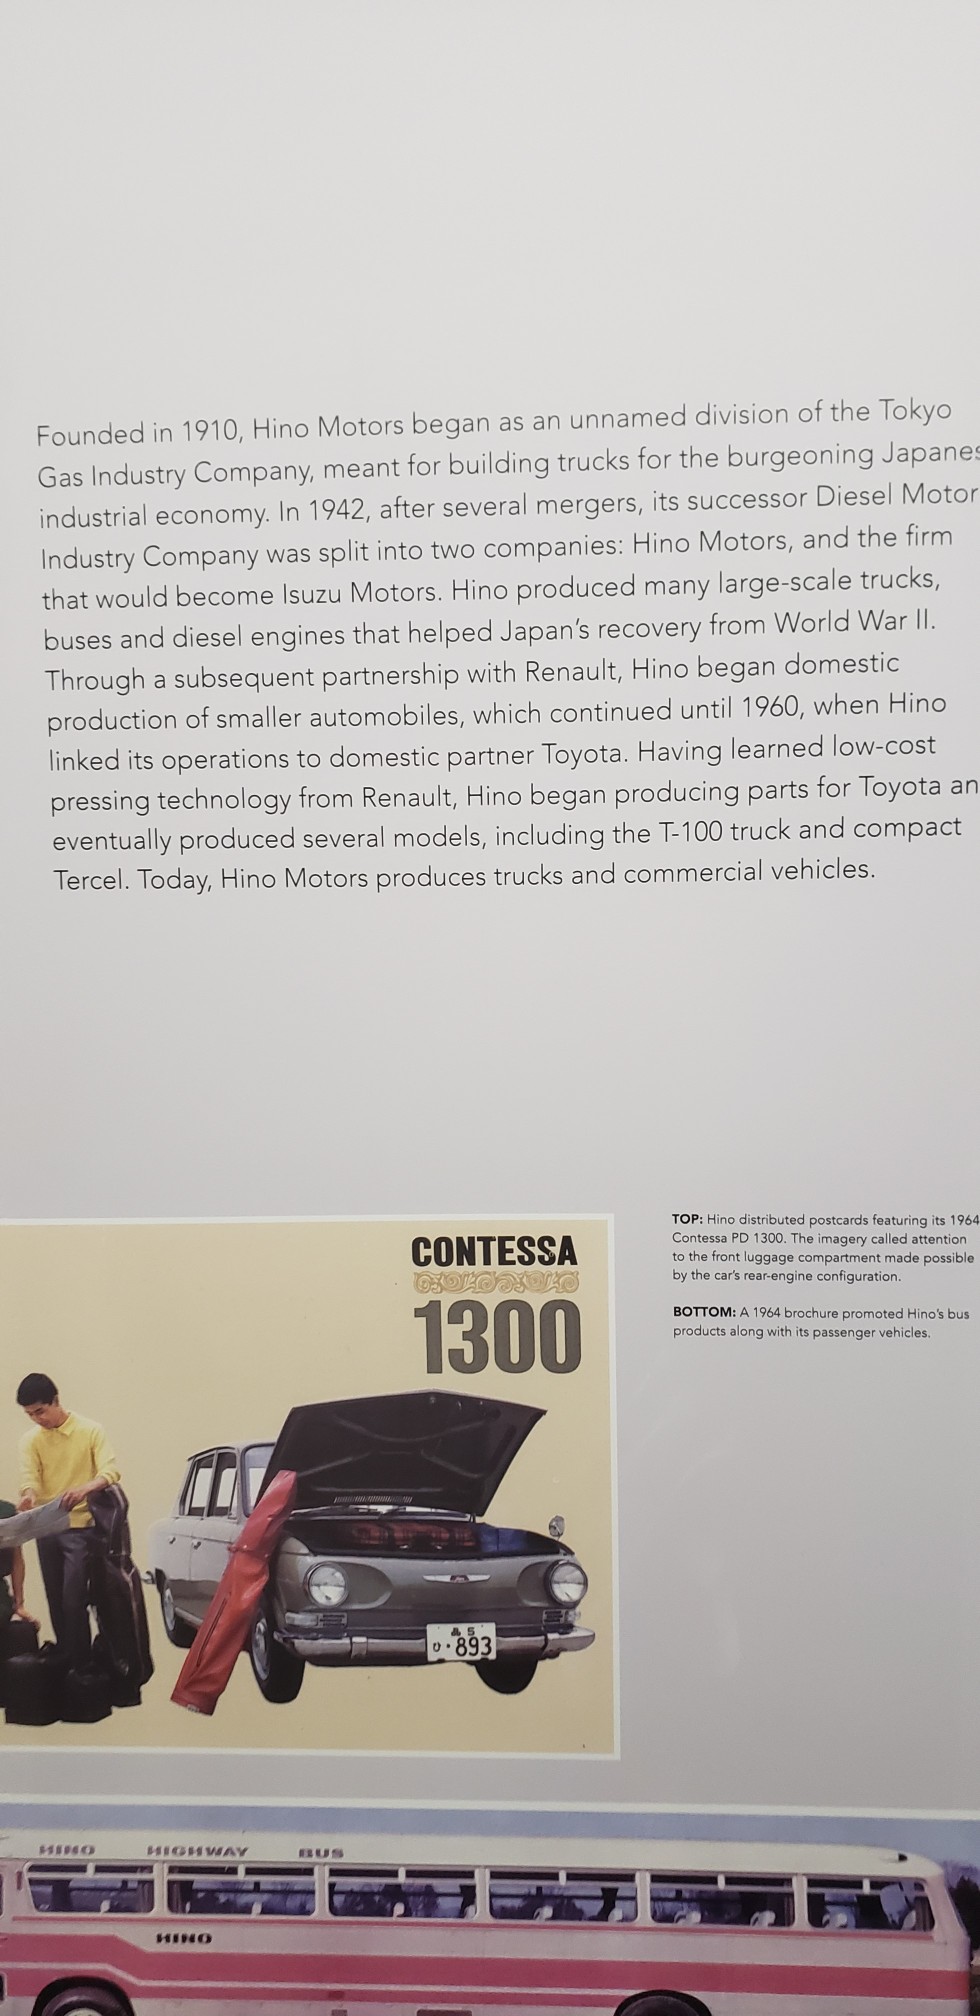 Founded in 1910, Hino Motors began as an unnamed division of the Tokyo
Gas Industry Company, meant for building trucks for the burgeoning Japanes
industrial economy. In 1942, after several mergers, its successor Diesel Motor
Industry Company was split into two companies: Hino Motors, and the firm
that would become Isuzu Motors. Hino produced many large-scale trucks,
buses and diesel engines that helped Japan's recovery from World War II.
Through a subsequent partnership with Renault, Hino began domestic
production of smaller automobiles, which continued until 1960, when Hino
linked its operations to domestic partner Toyota. Having learned low-cost
pressing technology from Renault, Hino began producing parts for Toyota an
eventually produced several models, including the T-100 truck and compact
Tercel. Today, Hino Motors produces trucks and commercial vehicles.
TOP: Hino distributed postcards featuring its 1964
Contessa PD 1300. The imagery called attention
to the front luggage compartment made possible
by the car's rear-engine configuration.
BOTTOM: A 1964 brochure promoted Hino's bus
products along with its passenger vehicles.
CONTESSA
1300
5
ひ·893
HINO HIGHWAY BUS
HINO